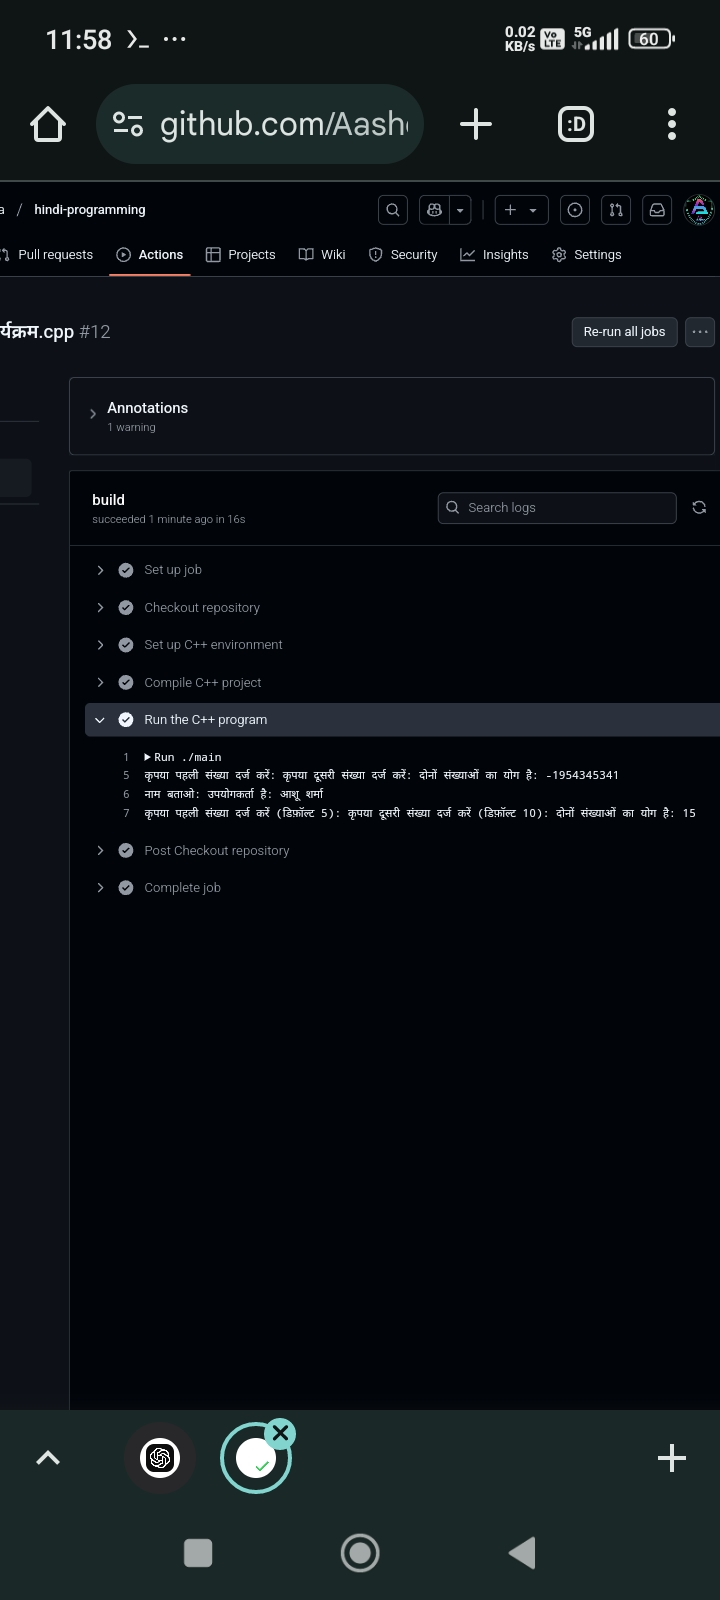 11:58
0.02 KB/s Vo LTE 5G 60
github.com/Aash
:D
a / hindi-programming
Pull requests Actions Projects Wiki Security Insights Settings
र्यक्रम.cpp #12
Re-run all jobs
Annotations
1 warning
build
succeeded 1 minute ago in 16s
Search logs
Set up job
Checkout repository
Set up C++ environment
Compile C++ project
Run the C++ program
1 Run ./main
5 कृपया पहली संख्या दर्ज करें: कृपया दूसरी संख्या दर्ज करें: दोनों संख्याओं का योग है: -1954345341
6 नाम बताओ: उपयोगकर्ता है: आशू शर्मा
7 कृपया पहली संख्या दर्ज करें (डिफ़ॉल्ट 5): कृपया दूसरी संख्या दर्ज करें (डिफ़ॉल्ट 10): दोनों संख्याओं का योग है: 15
Post Checkout repository
Complete job